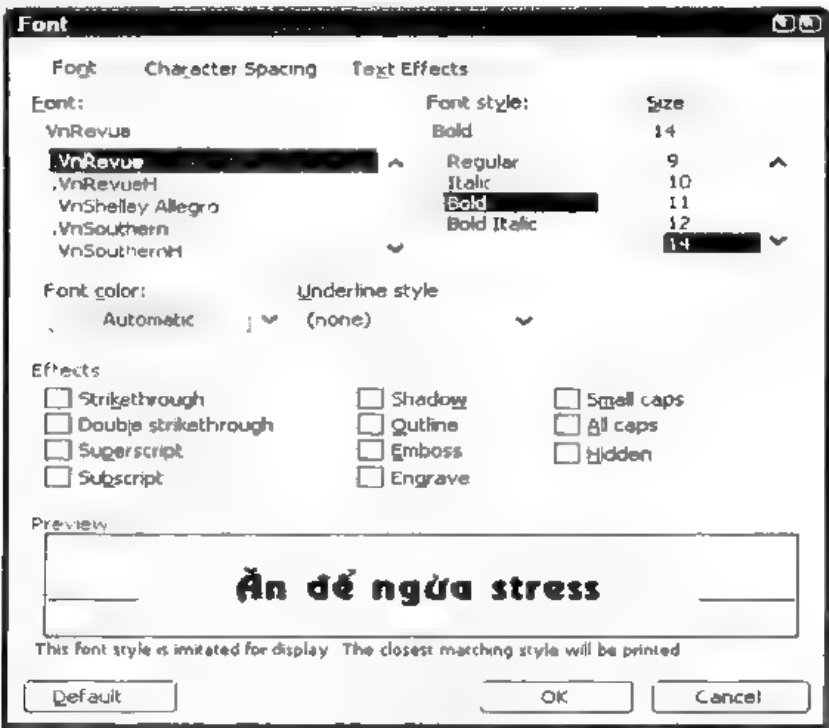 Font
Font Character Spacing Text Effects
Font: Font style: Size
VnRevue Bold 14
.VnRevue Regular 9
.VnRevueH Italic 10
VnShelley Allegro Bold 11
.VnSouthern Bold Italic 12
VnSouthernH 14
Font color: Underline style
Automatic (none)
Effects
Strikethrough Shadow Small caps
Double strikethrough Outline All caps
Superscript Emboss Hidden
Subscript Engrave
Preview
Ăn để ngừa stress
This font style is imitated for display The closest matching style will be printed
Default OK Cancel